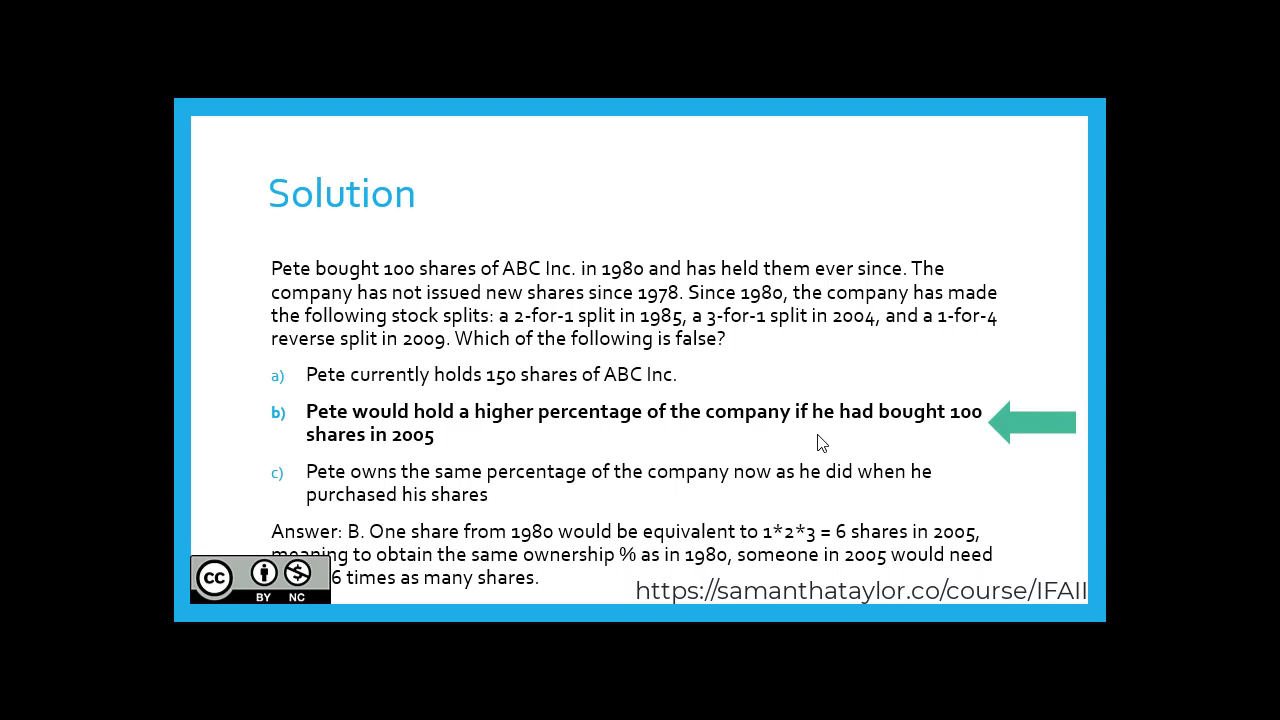 Solution
Pete bought 100 shares of ABC Inc. in 1980 and has held them ever since. The
company has not issued new shares since 1978. Since 1980, the company has made
the following stock splits: a 2-for-1 split in 1985, a 3-for-1 split in 2004, and a 1-for-4
reverse split in 2009. Which of the following is false?
a) Pete currently holds 150 shares of ABC Inc.
b) Pete would hold a higher percentage of the company if he had bought 100
shares in 2005
c) Pete owns the same percentage of the company now as he did when he
purchased his shares
Answer: B. One share from 1980 would be equivalent to 1*2*3 = 6 shares in 2005,
meaning to obtain the same ownership % as in 1980, someone in 2005 would need
6 times as many shares.
cc
BY NC
https://samanthataylor.co/course/IFAII